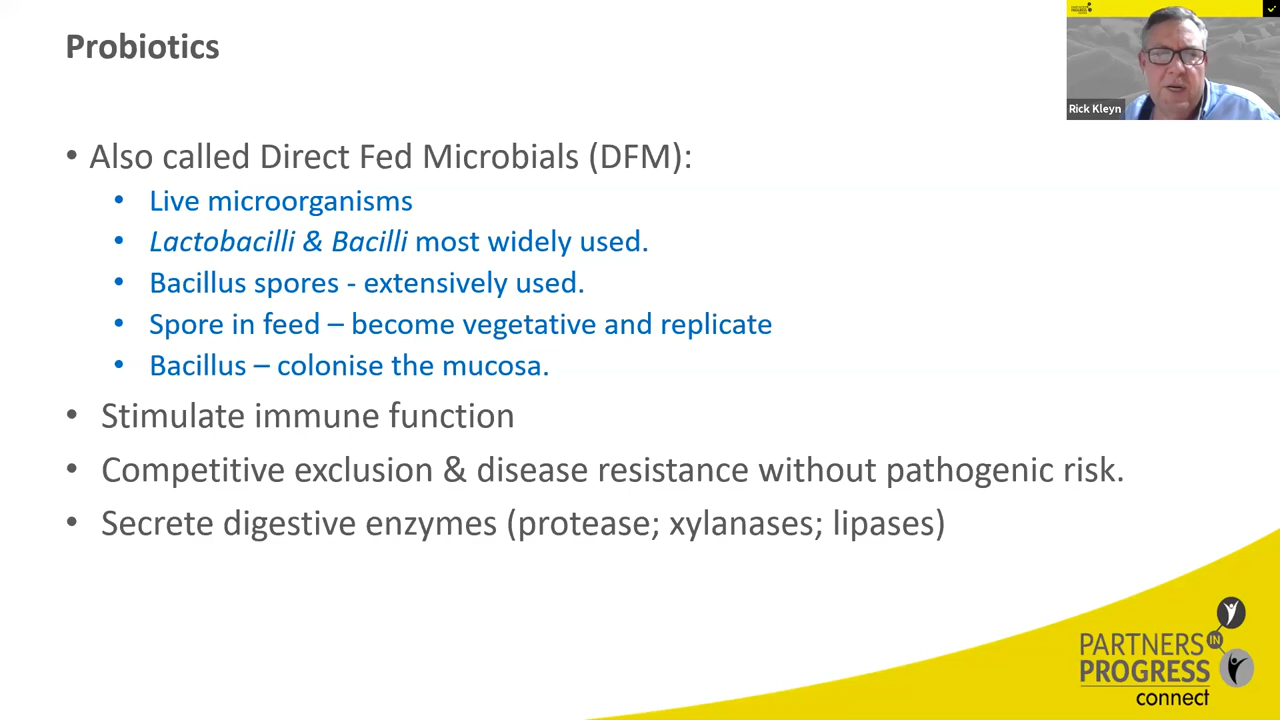 Probiotics
Rick Kleyn
• Also called Direct Fed Microbials (DFM):
• Live microorganisms
• Lactobacilli & Bacilli most widely used.
• Bacillus spores - extensively used.
• Spore in feed – become vegetative and replicate
• Bacillus – colonise the mucosa.
• Stimulate immune function
• Competitive exclusion & disease resistance without pathogenic risk.
• Secrete digestive enzymes (protease; xylanases; lipases)
PARTNERS IN
PROGRESS
connect